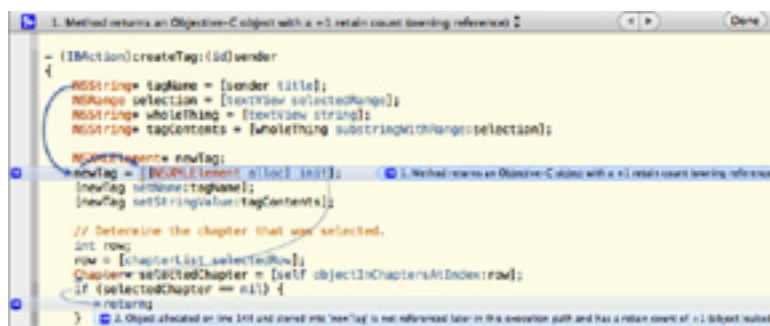 1. Method returns an Objective-C object with a +1 retain count (owning reference)
Done
- (IBAction)createTag:(id)sender
{
NSString* tagName = [sender title];
NSRange selection = [textView selectedRange];
NSString* wholeThing = [textView string];
NSString* tagContents = [wholeThing substringWithRange:selection];
NSXMLElement* newTag;
newTag = [[NSXMLElement alloc] init];
1. Method returns an Objective-C object with a +1 retain count (owning reference
[newTag setName:tagName];
[newTag setStringValue:tagContents];
// Determine the chapter that was selected.
int row;
row = [chapterList selectedRow];
Chapter* selectedChapter = [self objectInChaptersAtIndex:row];
if (selectedChapter == nil) {
return;
}
2. Object allocated on line and stored into 'newTag' is not referenced later in this execution path and has a retain count of +1 (object leaked